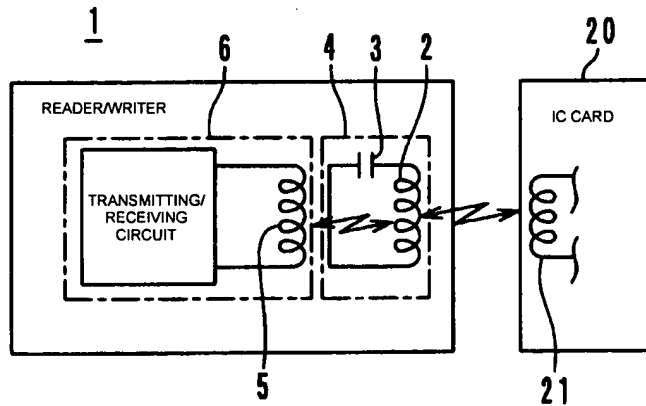 1
6
4
3
2
20
READER/WRITER
IC CARD
TRANSMITTING/
RECEIVING
CIRCUIT
5
21